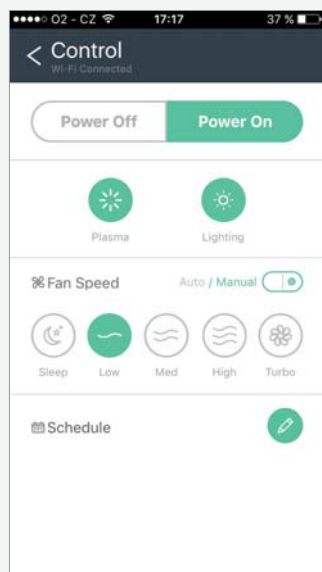 O2 - CZ 17:17 37 %
Control
Wi-Fi Connected
Power Off Power On
Plasma Lighting
Fan Speed Auto / Manual
Sleep Low Med High Turbo
Schedule